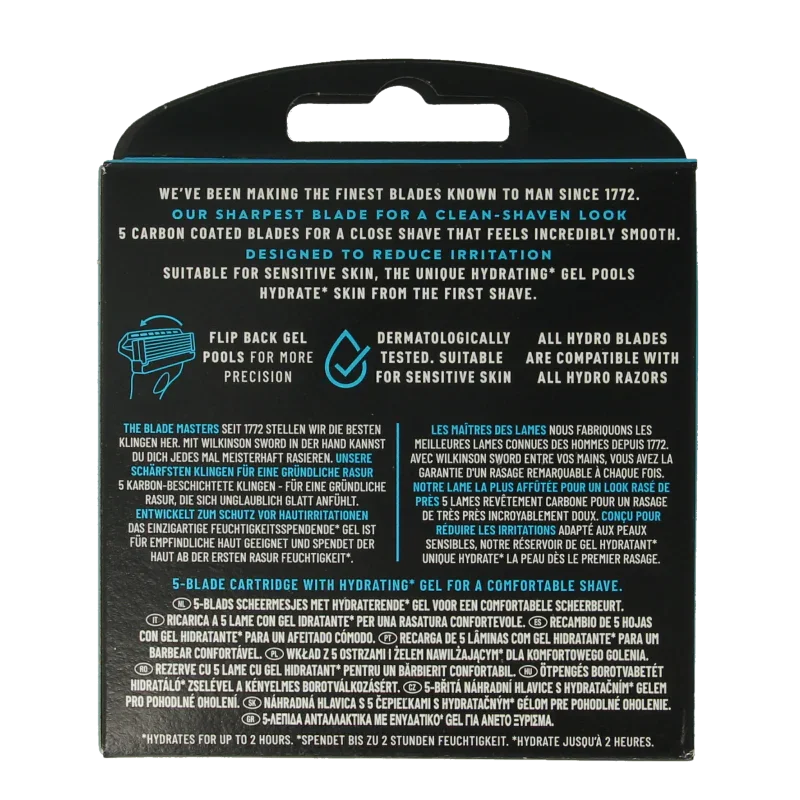 WE'VE BEEN MAKING THE FINEST BLADES KNOWN TO MAN SINCE 1772.
OUR SHARPEST BLADE FOR A CLEAN-SHAVEN LOOK
5 CARBON COATED BLADES FOR A CLOSE SHAVE THAT FEELS INCREDIBLY SMOOTH.
DESIGNED TO REDUCE IRRITATION
SUITABLE FOR SENSITIVE SKIN, THE UNIQUE HYDRATING* GEL POOLS
HYDRATE* SKIN FROM THE FIRST SHAVE.
FLIP BACK GEL
POOLS FOR MORE
PRECISION
DERMATOLOGICALLY
TESTED. SUITABLE
FOR SENSITIVE SKIN
ALL HYDRO BLADES
ARE COMPATIBLE WITH
ALL HYDRO RAZORS
THE BLADE MASTERS SEIT 1772 STELLEN WIR DIE BESTEN
KLINGEN HER. MIT WILKINSON SWORD IN DER HAND KANNST
DU DICH JEDES MAL MEISTERHAFT RASIEREN. UNSERE
SCHÄRFSTEN KLINGEN FÜR EINE GRÜNDLICHE RASUR
5 KARBON-BESCHICHTETE KLINGEN - FÜR EINE GRÜNDLICHE
RASUR, DIE SICH UNGLAUBLICH GLATT ANFÜHLT.
ENTWICKELT ZUM SCHUTZ VOR HAUTIRRITATIONEN
DAS EINZIGARTIGE FEUCHTIGKEITSSPENDENDE* GEL IST
FÜR EMPFINDLICHE HAUT GEEIGNET UND SPENDET DER
HAUT AB DER ERSTEN RASUR FEUCHTIGKEIT*.
LES MAÎTRES DES LAMES NOUS FABRIQUONS LES
MEILLEURES LAMES CONNUES DES HOMMES DEPUIS 1772.
AVEC WILKINSON SWORD ENTRE VOS MAINS, VOUS AVEZ LA
GARANTIE D'UN RASAGE REMARQUABLE À CHAQUE FOIS.
NOTRE LAME LA PLUS AFFÛTÉE POUR UN LOOK RASÉ DE
PRÈS 5 LAMES REVÊTEMENT CARBONE POUR UN RASAGE
DE TRÈS PRÈS INCROYABLEMENT DOUX. CONÇU POUR
RÉDUIRE LES IRRITATIONS ADAPTÉ AUX PEAUX
SENSIBLES, NOTRE RÉSERVOIR DE GEL HYDRATANT*
UNIQUE HYDRATE* LA PEAU DÈS LE PREMIER RASAGE.
5-BLADE CARTRIDGE WITH HYDRATING* GEL FOR A COMFORTABLE SHAVE.
NL 5-BLADS SCHEERMESJES MET HYDRATERENDE* GEL VOOR EEN COMFORTABELE SCHEERBEURT.
IT RICARICA A 5 LAME CON GEL IDRATANTE* PER UNA RASATURA CONFORTEVOLE. ES RECAMBIO DE 5 HOJAS
CON GEL HIDRATANTE* PARA UN AFEITADO CÓMODO. PT RECARGA DE 5 LÂMINAS COM GEL HIDRATANTE* PARA UM
BARBEAR CONFORTÁVEL. PL WKŁAD Z 5 OSTRZAMI I ŻELEM NAWILŻAJĄCYM* DLA KOMFORTOWEGO GOLENIA.
RO REZERVE CU 5 LAME CU GEL HIDRATANT* PENTRU UN BĂRBIERIT CONFORTABIL. HU ÖTPENGÉS BOROTVABETÉT
HIDRATÁLÓ* ZSELÉVEL A KÉNYELMES BOROTVÁLKOZÁSÉRT. CZ 5-BŘITÁ NÁHRADNÍ HLAVICE S HYDRATAČNÍM* GELEM
PRO POHODLNÉ OHOLENÍ. SK NÁHRADNÁ HLAVICA S 5 ČEPIEĽKAMI S HYDRATAČNÝM* GÉLOM PRE POHODLNÉ OHOLENIE.
GR 5-ΛΕΠΙΔΑ ΑΝΤΑΛΛΑΚΤΙΚΑ ΜΕ ΕΝΥΔΑΤΙΚΟ* GEL ΓΙΑ ΑΝΕΤΟ ΞΥΡΙΣΜΑ.
*HYDRATES FOR UP TO 2 HOURS. *SPENDET BIS ZU 2 STUNDEN FEUCHTIGKEIT. *HYDRATE JUSQU'À 2 HEURES.